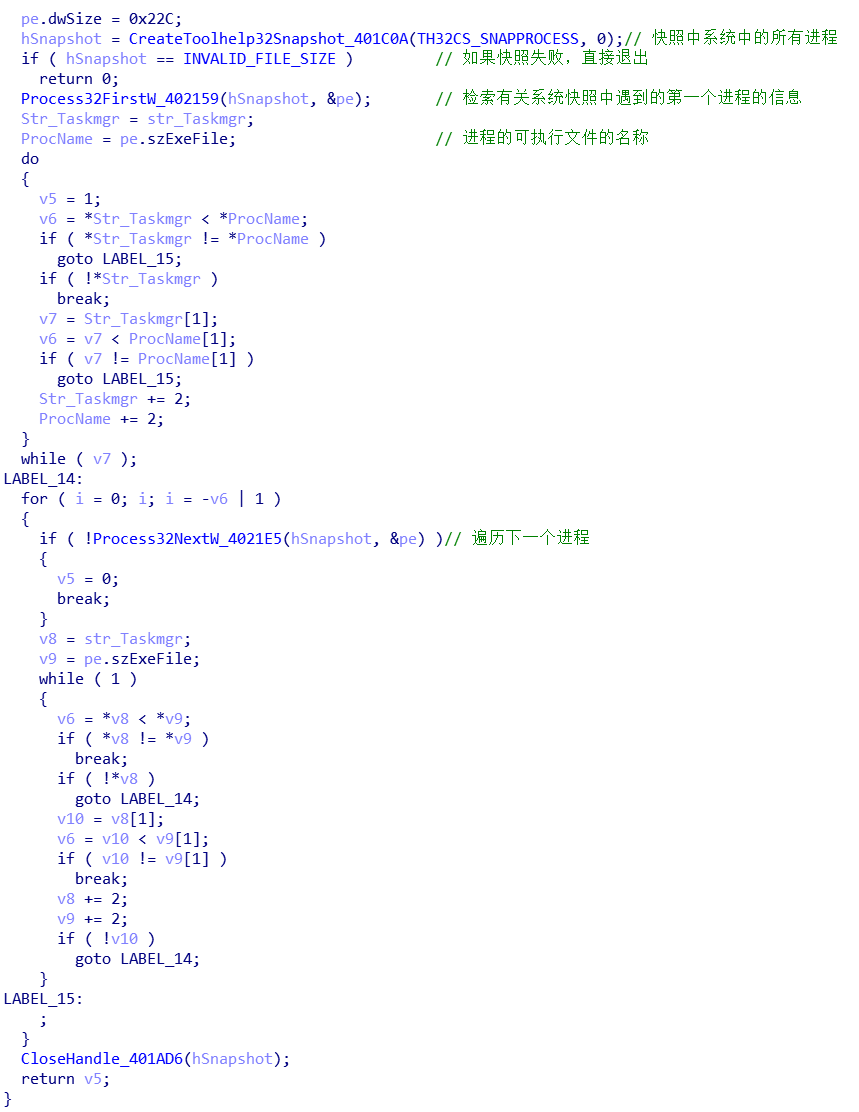 pe.dwSize = 0x22C;
hSnapshot = CreateToolhelp32Snapshot_401C0A(TH32CS_SNAPPROCESS, 0);// 快照中系统中的所有进程
if ( hSnapshot == INVALID_FILE_SIZE ) // 如果快照失败，直接退出
return 0;
Process32FirstW_402159(hSnapshot, &pe); // 检索有关系统快照中遇到的第一个进程的信息
Str_Taskmgr = str_Taskmgr;
ProcName = pe.szExeFile; // 进程的可执行文件的名称
do
{
v5 = 1;
v6 = *Str_Taskmgr < *ProcName;
if ( *Str_Taskmgr != *ProcName )
goto LABEL_15;
if ( !*Str_Taskmgr )
break;
v7 = Str_Taskmgr[1];
v6 = v7 < ProcName[1];
if ( v7 != ProcName[1] )
goto LABEL_15;
Str_Taskmgr += 2;
ProcName += 2;
}
while ( v7 );
LABEL_14:
for ( i = 0; i; i = -v6 | 1 )
{
if ( !Process32NextW_4021E5(hSnapshot, &pe) )// 遍历下一个进程
{
v5 = 0;
break;
}
v8 = str_Taskmgr;
v9 = pe.szExeFile;
while ( 1 )
{
v6 = *v8 < *v9;
if ( *v8 != *v9 )
break;
if ( !*v8 )
goto LABEL_14;
v10 = v8[1];
v6 = v10 < v9[1];
if ( v10 != v9[1] )
break;
v8 += 2;
v9 += 2;
if ( !v10 )
goto LABEL_14;
}
LABEL_15:
;
}
CloseHandle_401AD6(hSnapshot);
return v5;
}